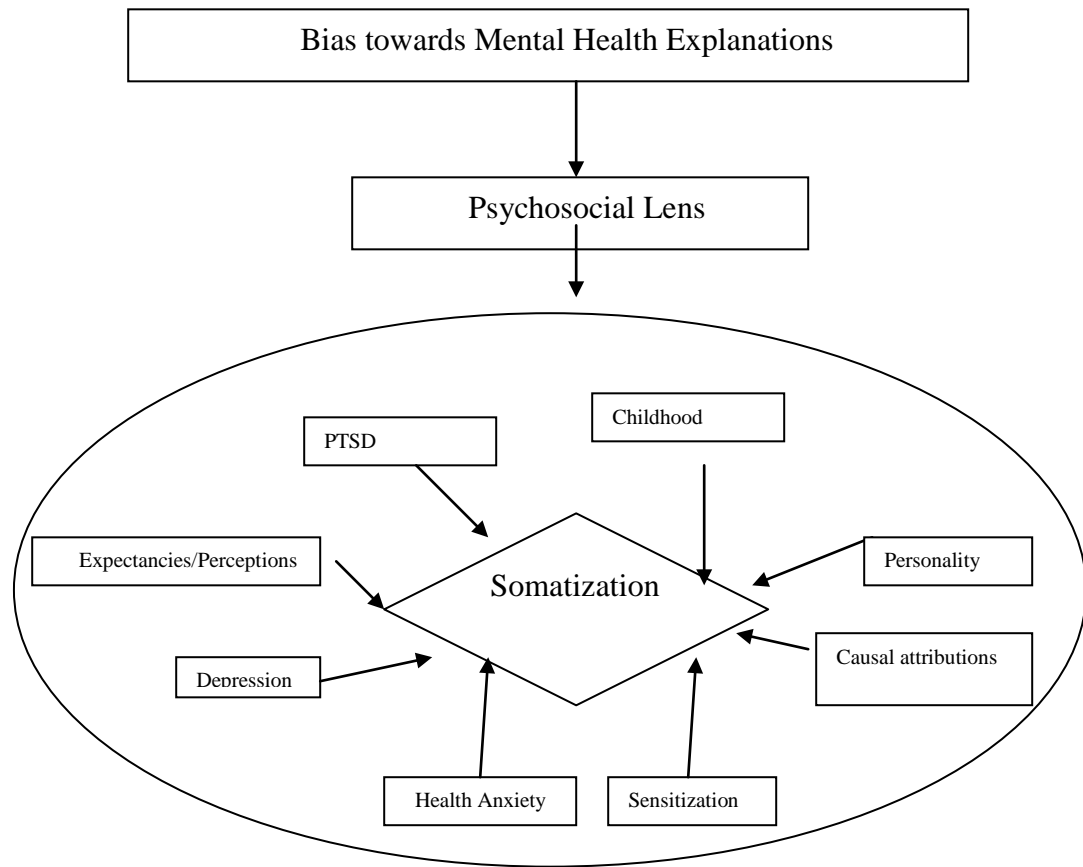 Bias towards Mental Health Explanations
Psychosocial Lens
Childhood
PTSD
Expectancies/Perceptions
Personality
Somatization
Causal attributions
Depression
Health Anxiety
Sensitization